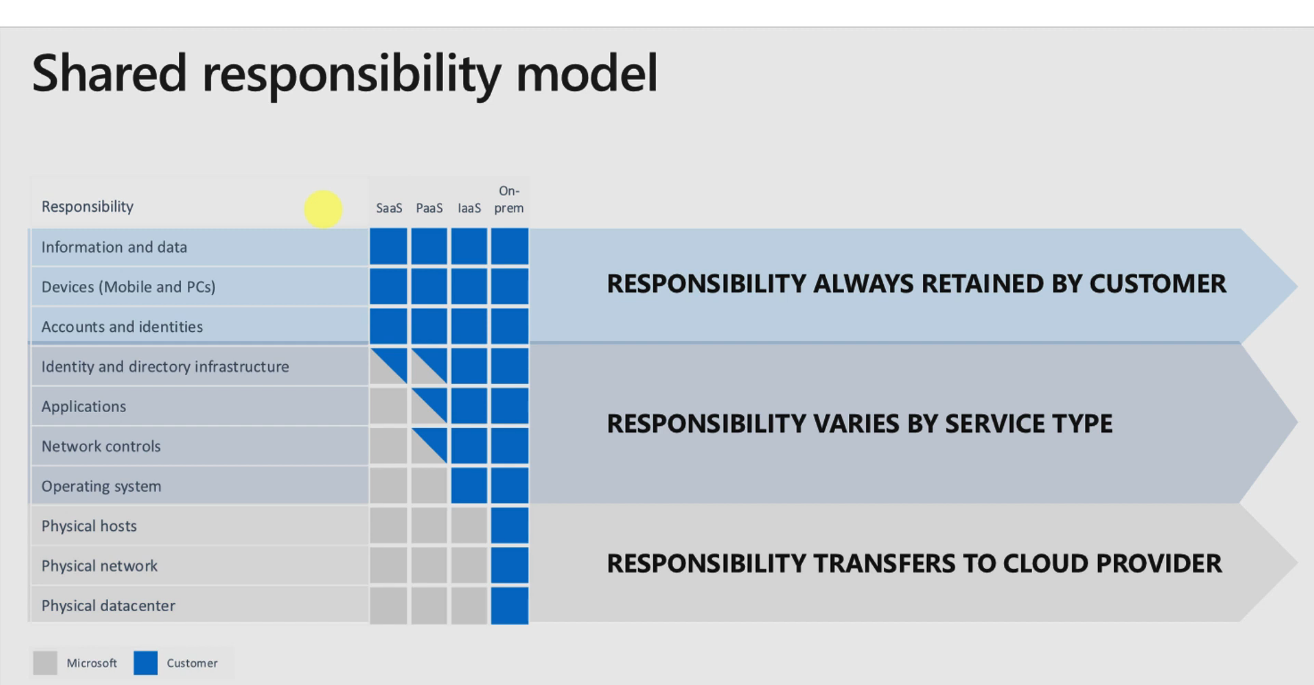 Shared responsibility model
Responsibility
SaaS PaaS IaaS On-
prem
Information and data
Devices (Mobile and PCs)
Accounts and identities
RESPONSIBILITY ALWAYS RETAINED BY CUSTOMER
Identity and directory infrastructure
Applications
Network controls
Operating system
RESPONSIBILITY VARIES BY SERVICE TYPE
Physical hosts
Physical network
Physical datacenter
RESPONSIBILITY TRANSFERS TO CLOUD PROVIDER
Microsoft Customer